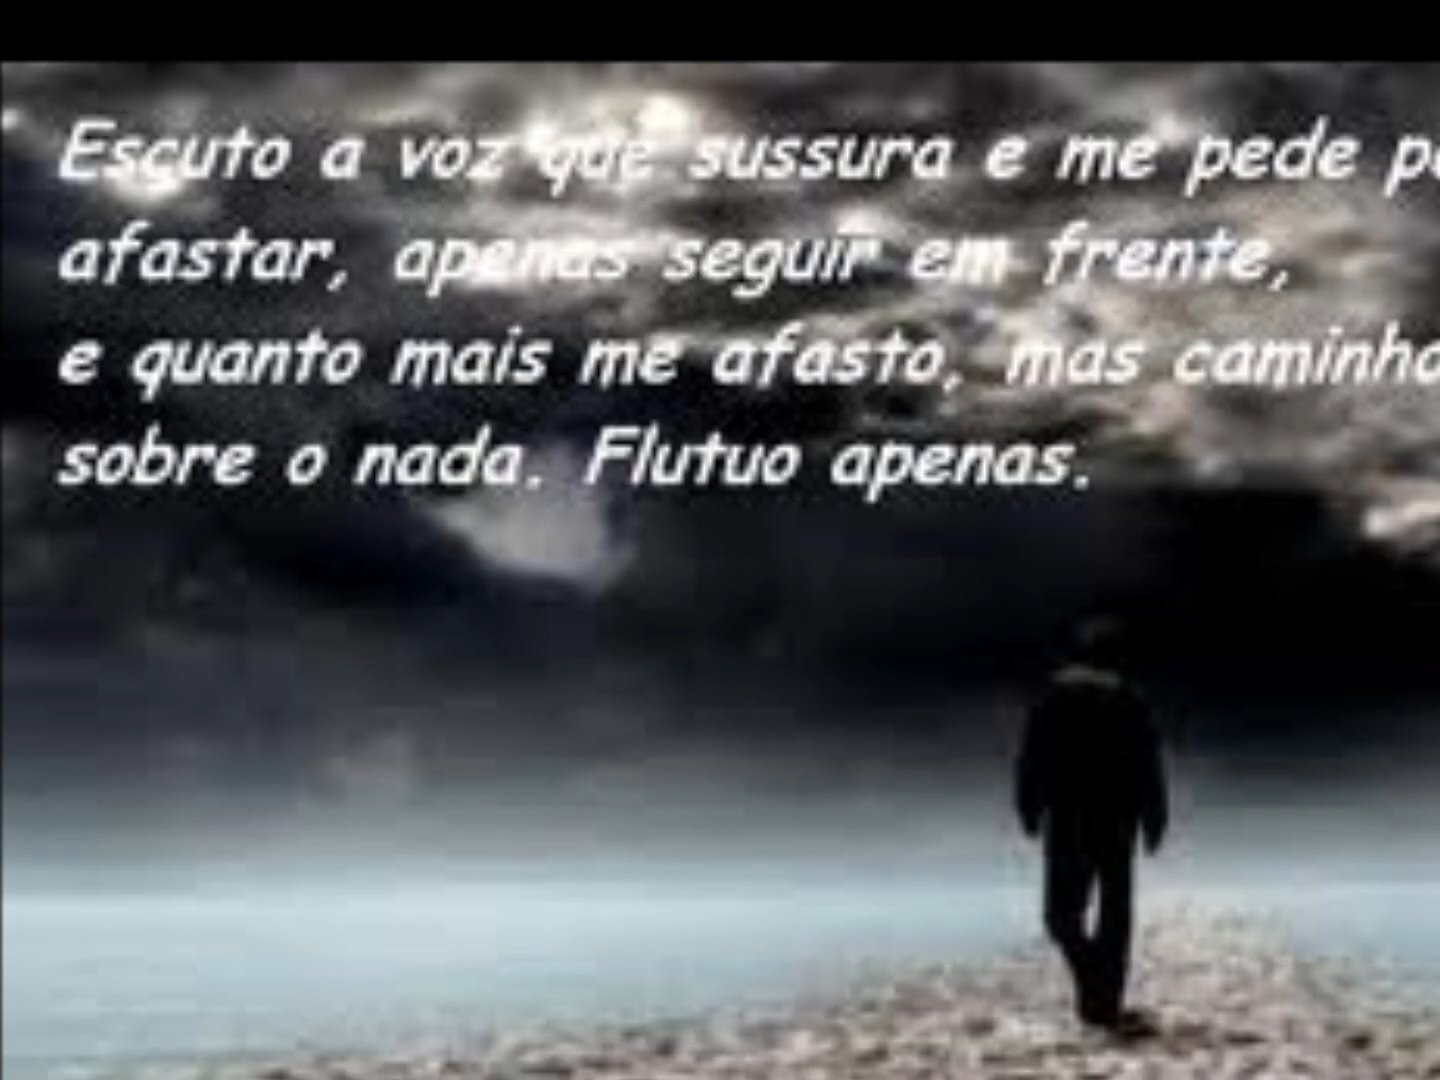 Escuto a voz que sussura e me pede
afastar, apenas seguir em frente,
e quanto mais me afasto, mas caminho
sobre o nada. Flutuo apenas.